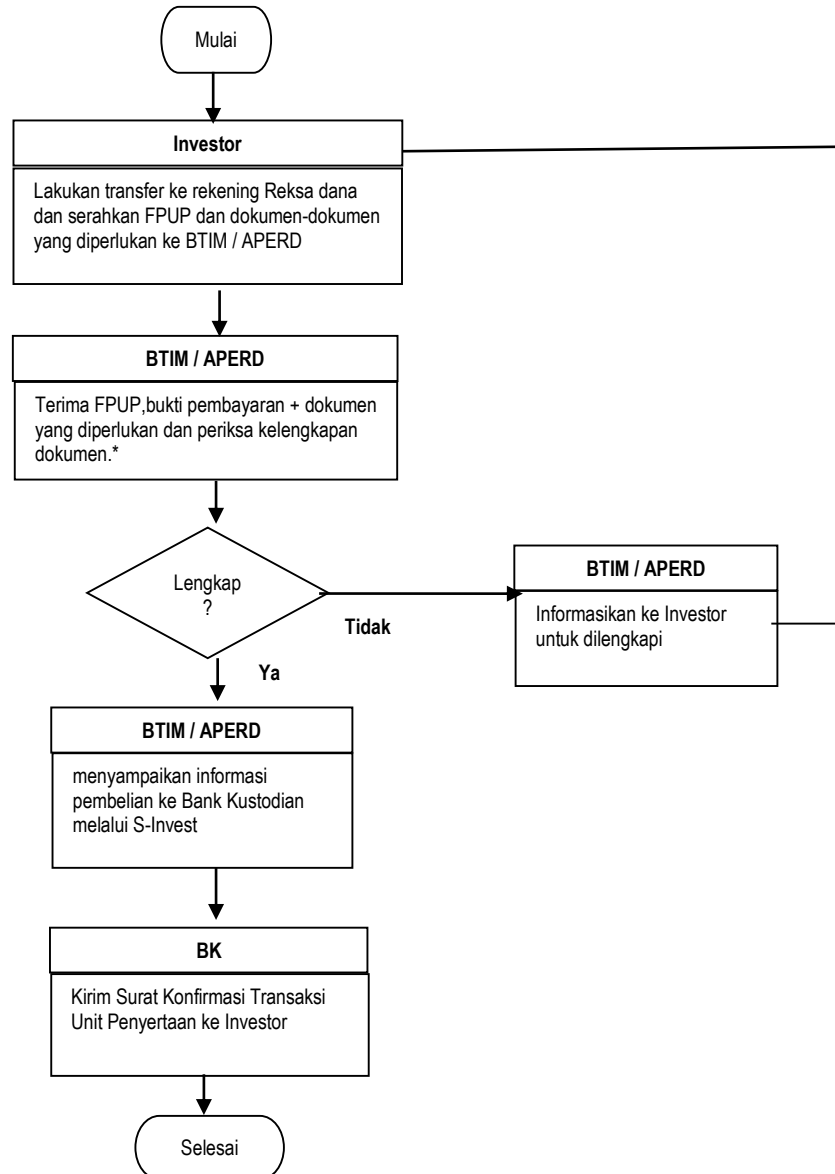 Mulai
Investor
Lakukan transfer ke rekening Reksa dana
dan serahkan FPUP dan dokumen-dokumen
yang diperlukan ke BTIM / APERD
BTIM / APERD
Terima FPUP,bukti pembayaran + dokumen
yang diperlukan dan periksa kelengkapan
dokumen.*
Lengkap
?
Tidak
BTIM / APERD
Informasikan ke Investor
untuk dilengkapi
Ya
BTIM / APERD
menyampaikan informasi
pembelian ke Bank Kustodian
melalui S-Invest
BK
Kirim Surat Konfirmasi Transaksi
Unit Penyertaan ke Investor
Selesai